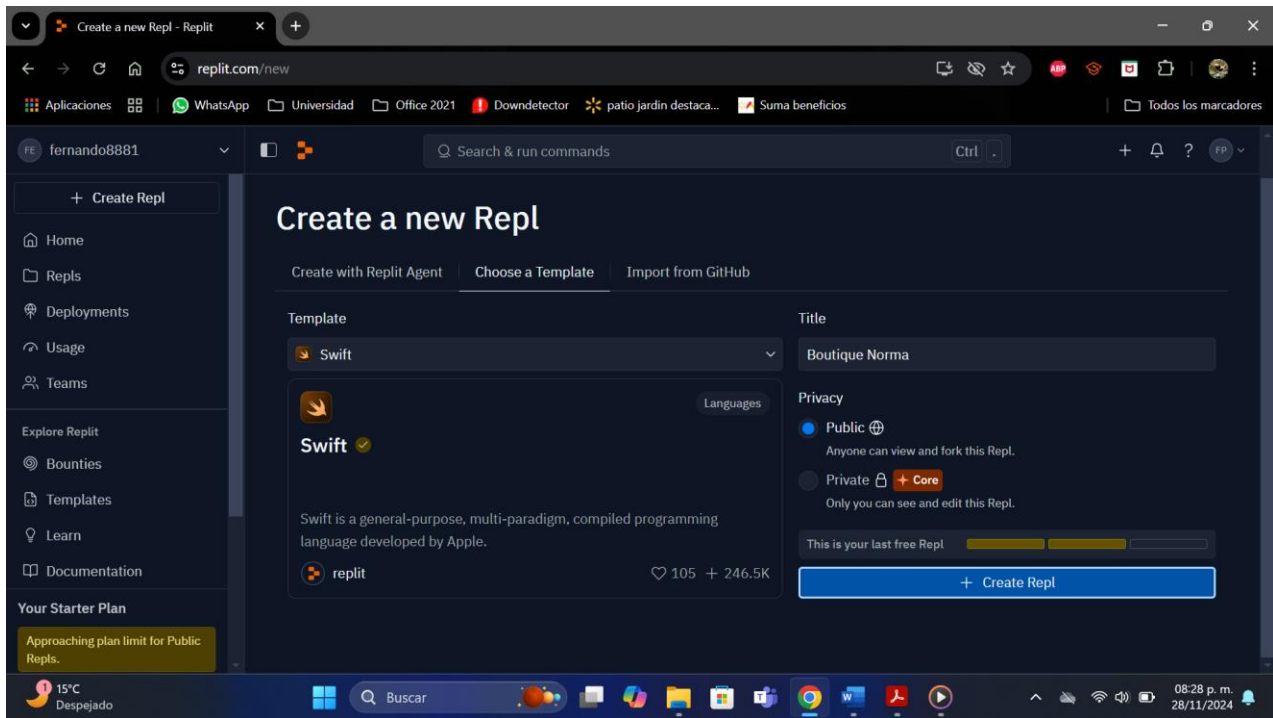 Create a new Repl - Replit
replit.com/new
ABP
Aplicaciones WhatsApp Universidad Office 2021 Downdetector patio jardin destaca... Suma beneficios Todos los marcadores
FE fernando8881 Search & run commands Ctrl . ? FP
+ Create Repl
Home
Repls
Deployments
Usage
Teams
Explore Replit
Bounties
Templates
Learn
Documentation
Your Starter Plan
Approaching plan limit for Public
Repls.
Create a new Repl
Create with Replit Agent Choose a Template Import from GitHub
Template
Swift
Languages
Swift
Swift is a general-purpose, multi-paradigm, compiled programming
language developed by Apple.
replit 105 + 246.5K
Title
Boutique Norma
Privacy
Public
Anyone can view and fork this Repl.
Private Core
Only you can see and edit this Repl.
This is your last free Repl
+ Create Repl
1 15°C
Despejado
Buscar
08:28 p. m.
28/11/2024